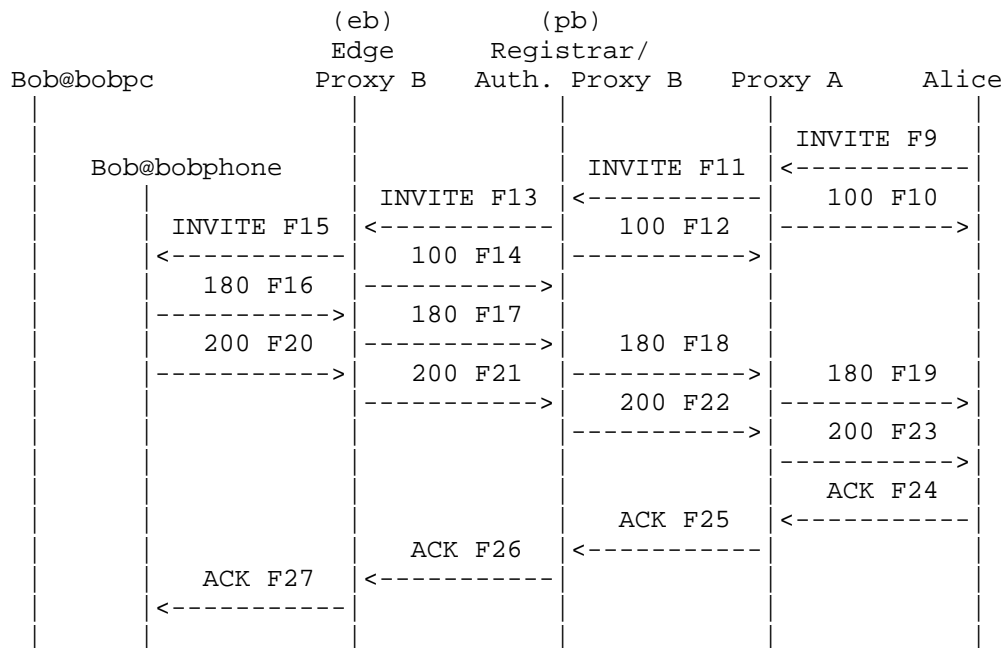 (eb) (pb)
Edge Registrar/
Bob@bobpc Proxy B Auth. Proxy B Proxy A Alice
INVITE F9
Bob@bobphone INVITE F11
INVITE F13 100 F10
INVITE F15 100 F12
100 F14
180 F16
180 F17
200 F20 180 F18
200 F21 180 F19
200 F22
200 F23
ACK F24
ACK F25
ACK F26
ACK F27